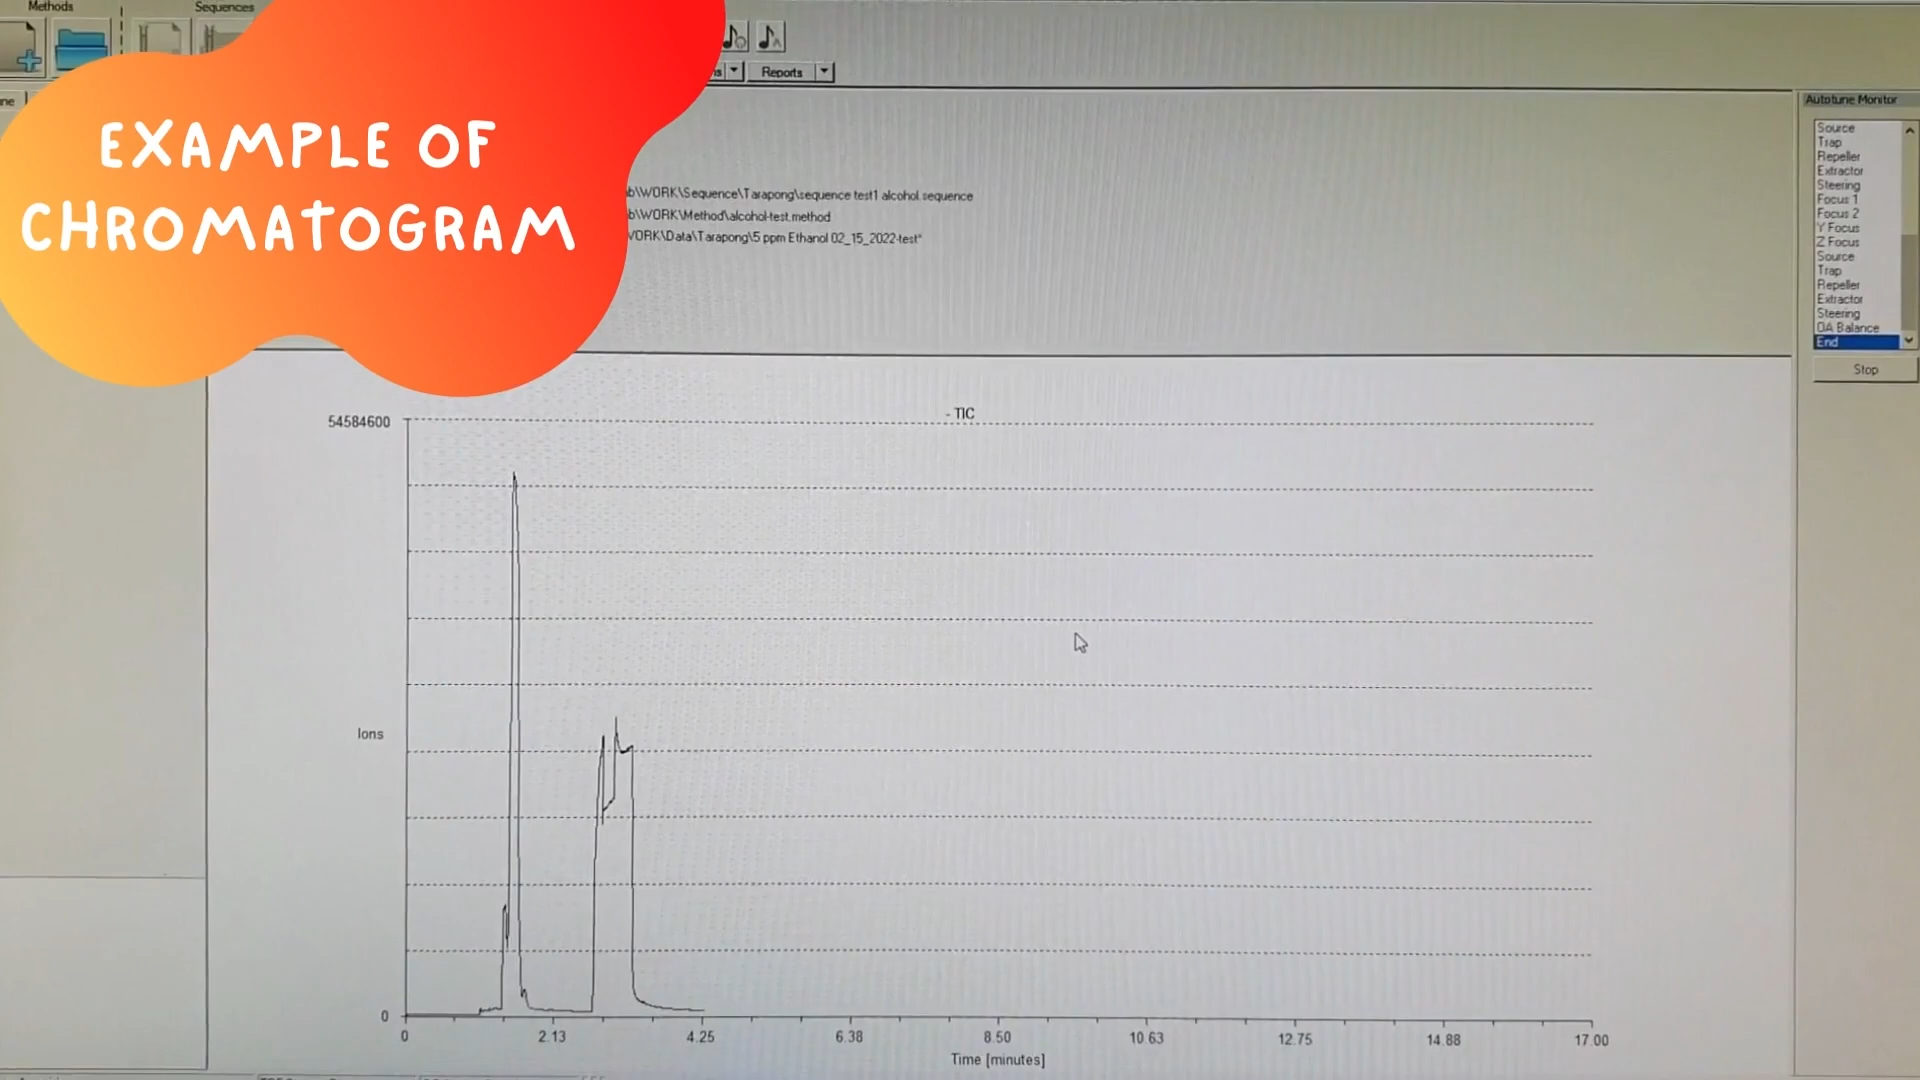 Methods
Sequences
Reports
EXAMPLE OF
CHROMATOGRAM
b\WORK\Sequence\Tarapong\sequence test1 alcohol.sequence
b\WORK\Method\alcohol-test.method
WORK\Data\Tarapong\5 ppm Ethanol 02_15_2022-test*
Autotune Monitor
Source
Trap
Repeller
Extractor
Steering
Focus 1
Focus 2
Y Focus
Z Focus
Source
Trap
Repeller
Extractor
Steering
OA Balance
End
Stop
- TIC
54584600
Ions
0
0 2.13 4.25 6.38 8.50 10.63 12.75 14.88 17.00
Time [minutes]